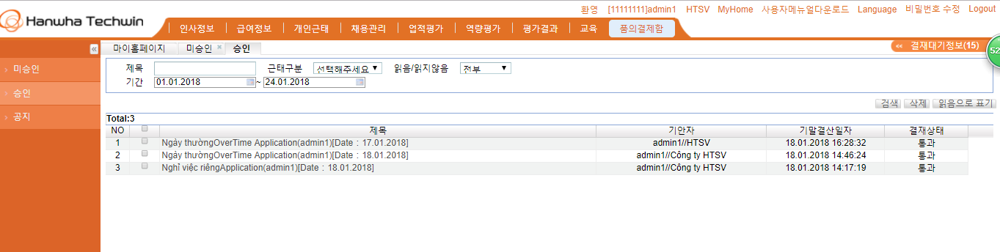 환영 [11111111]admin1 HTSV MyHome 사용자메뉴얼다운로드 Language 비밀번호 수정 Logout
Hanwha Techwin
인사정보 급여정보 개인근태 채용관리 업적평가 역량평가 평가결과 교육 품의결제함
« 마이홈페이지 미승인 × 승인 «« 결재대기정보(15) 52
미승인
승인
공지
제목 근태구분 선택해주세요 읽음/읽지않음 전부
기간 01.01.2018 ~ 24.01.2018
검색 삭제 읽음으로 표기
Total:3
NO 제목 기안자 기말결산일자 결재상태
1 Ngày thườngOverTime Application(admin1)[Date : 17.01.2018] admin1//HTSV 18.01.2018 16:28:32 통과
2 Ngày thườngOverTime Application(admin1)[Date : 18.01.2018] admin1//Công ty HTSV 18.01.2018 14:46:24 통과
3 Nghỉ việc riêngApplication(admin1)[Date : 18.01.2018] admin1//Công ty HTSV 18.01.2018 14:17:19 통과